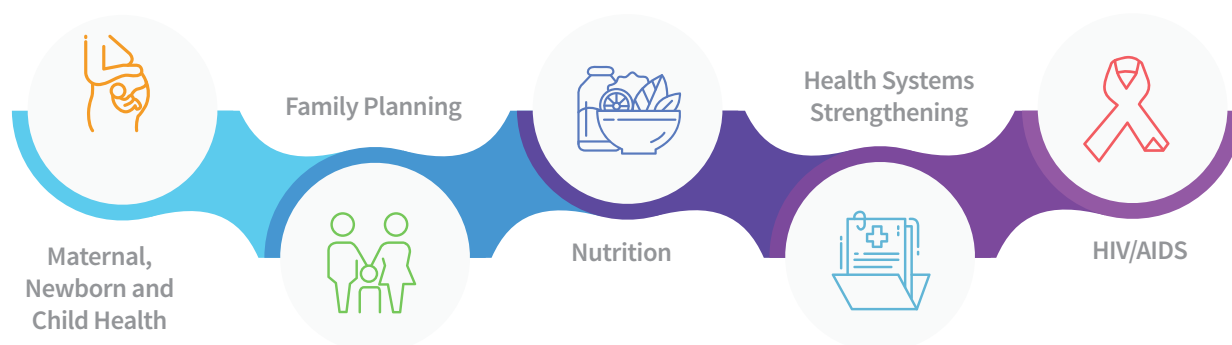 Maternal,
Newborn and
Child Health
Family Planning
Nutrition
Health Systems
Strengthening
HIV/AIDS